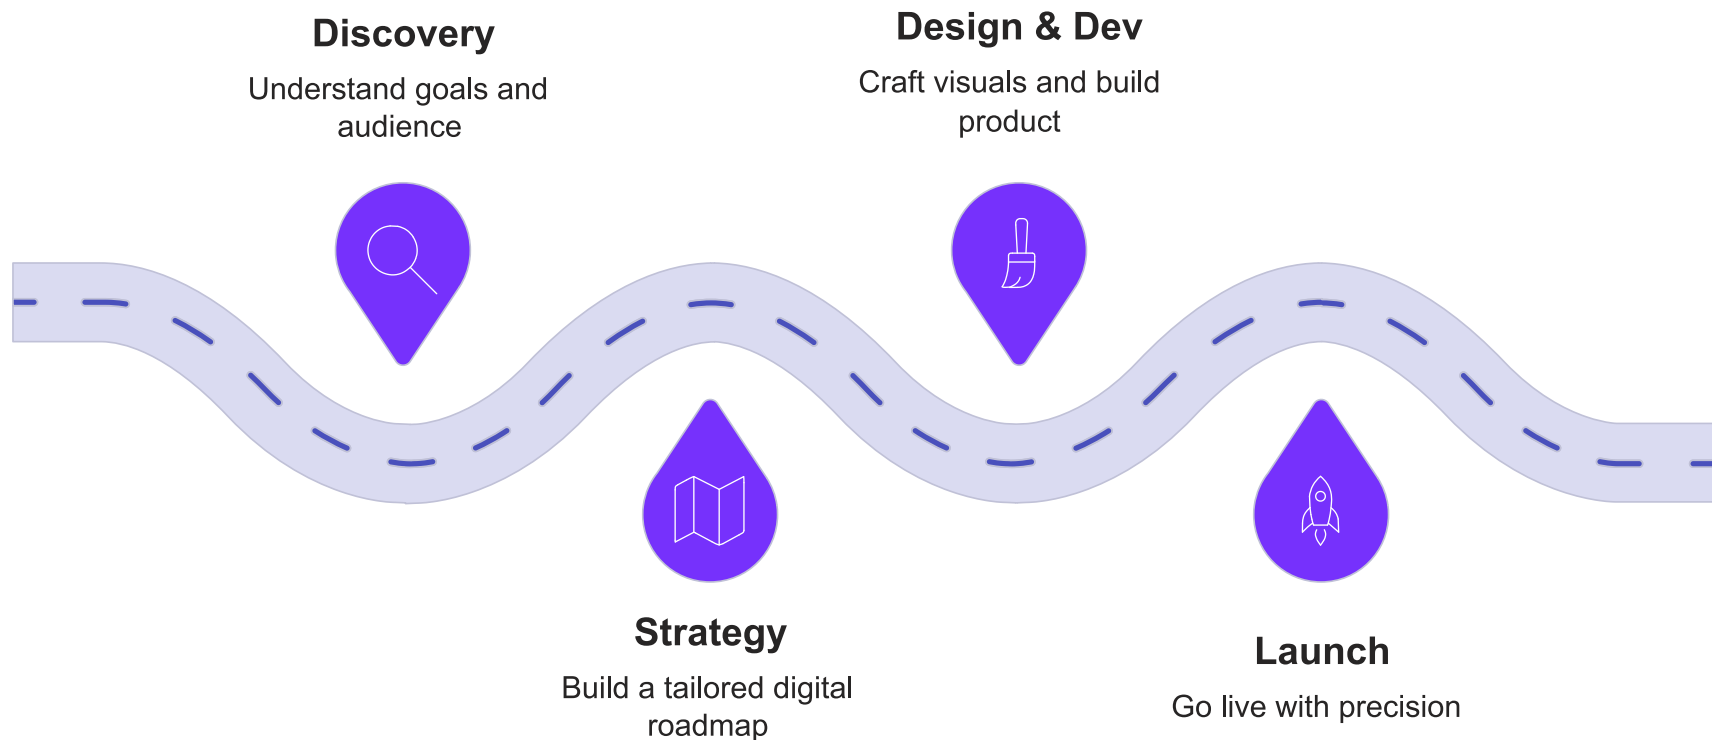 Discovery
Understand goals and
audience
Strategy
Build a tailored digital
roadmap
Design & Dev
Craft visuals and build
product
Launch
Go live with precision